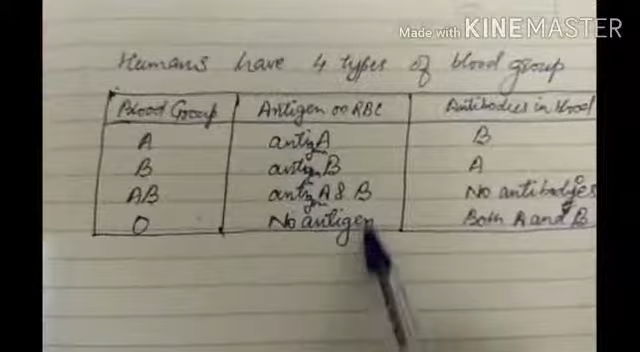 Made with KINEMASTER
Humans have 4 types of blood group
Blood Group Antigen on RBC Antibodies in blood
A antig A B
B antig B A
AB antig A & B No antibodyes
O No antigen Both A and B